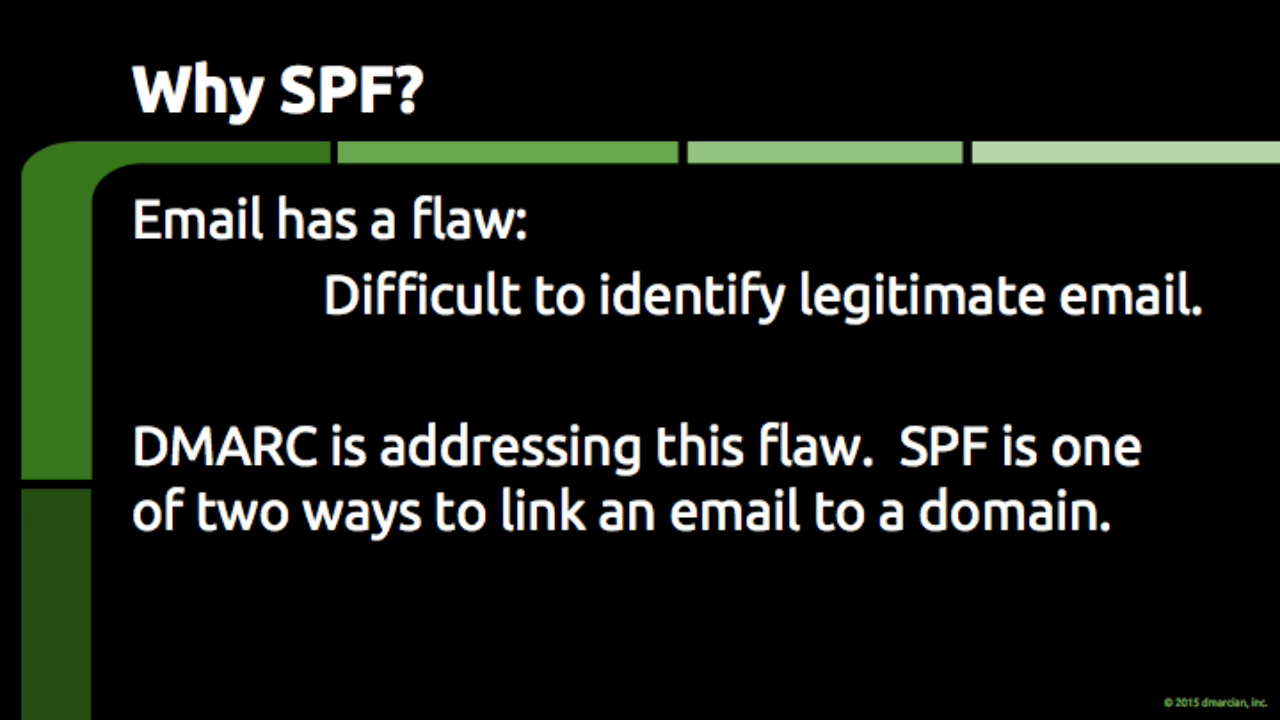 Why SPF?
Email has a flaw:
Difficult to identify legitimate email.
DMARC is addressing this flaw.  SPF is one
of two ways to link an email to a domain.
© 2015 dmarcian, inc.